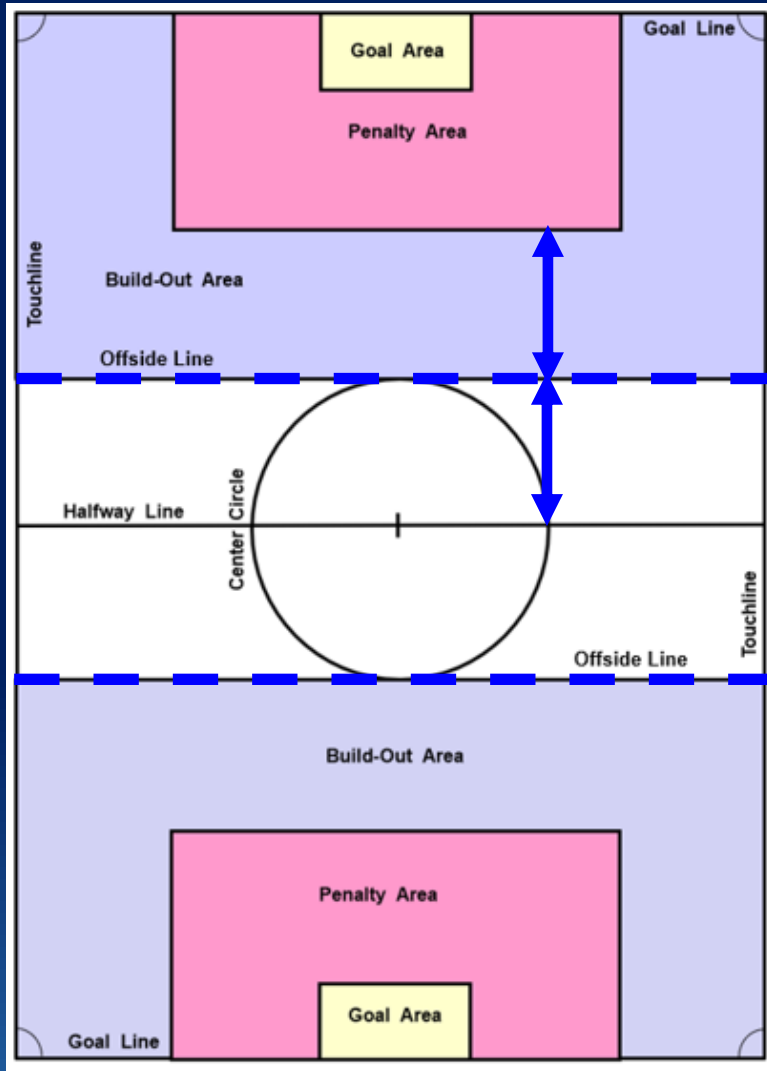 Goal Line
Goal Area
Penalty Area
Touchline
Build-Out Area
Offside Line
Center Circle
Halfway Line
Touchline
Offside Line
Build-Out Area
Penalty Area
Goal Area
Goal Line